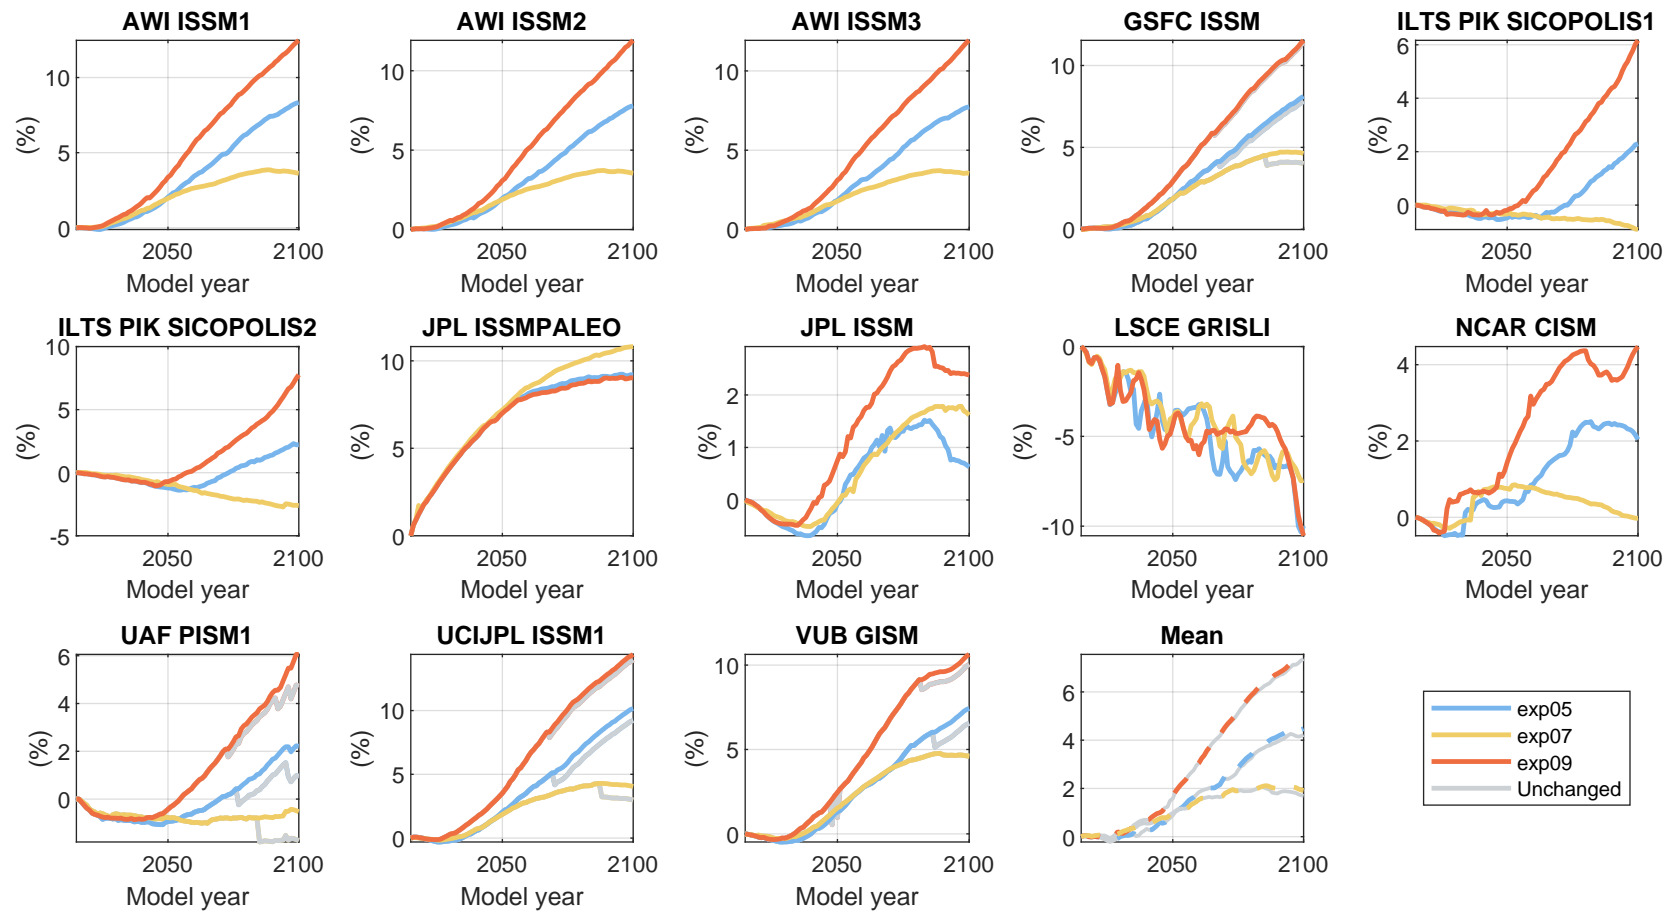 AWI ISSM1
AWI ISSM2
AWI ISSM3
GSFC ISSM
ILTS PIK SICOPOLIS1
(%)
10
5
0
2050
2100
Model year
(%)
10
5
0
2050
2100
Model year
(%)
10
5
0
2050
2100
Model year
(%)
10
5
0
2050
2100
Model year
(%)
6
4
2
0
2050
2100
Model year
ILTS PIK SICOPOLIS2
JPL ISSMPALEO
JPL ISSM
LSCE GRISLI
NCAR CISM
(%)
10
5
0
-5
2050
2100
Model year
(%)
10
5
0
2050
2100
Model year
(%)
2
1
0
2050
2100
Model year
(%)
0
-5
-10
2050
2100
Model year
(%)
4
2
0
2050
2100
Model year
UAF PISM1
UCIJPL ISSM1
VUB GISM
Mean
(%)
6
4
2
0
2050
2100
Model year
(%)
10
5
0
2050
2100
Model year
(%)
10
5
0
2050
2100
Model year
(%)
6
4
2
0
2050
2100
Model year
exp05
exp07
exp09
Unchanged